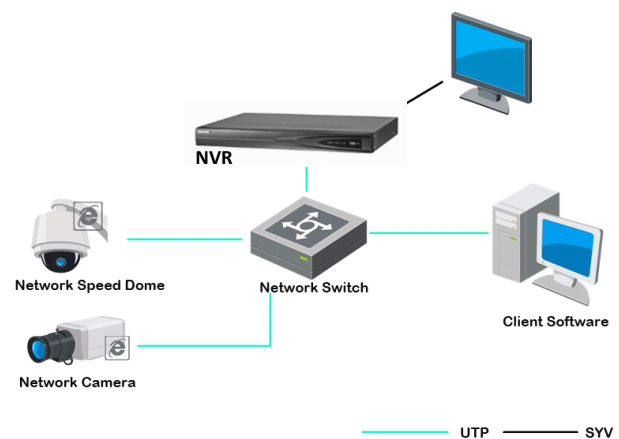 NVR
Network Speed Dome
Network Switch
Client Software
Network Camera
UTP
SYV